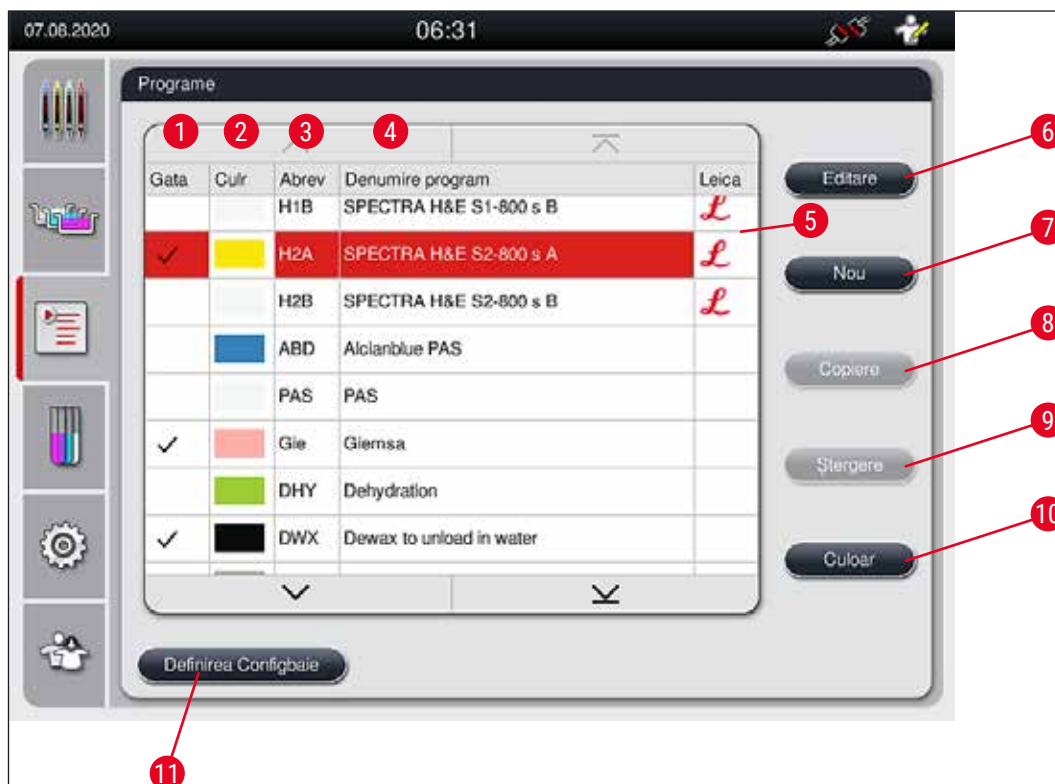 07.08.2020 06:31
Programe
1 2 3 4
Gata Culr Abrev Denumire program Leica
H1B SPECTRA H&E S1-800 s B L
H2A SPECTRA H&E S2-800 s A L
H2B SPECTRA H&E S2-800 s B L
ABD Alcianblue PAS
PAS PAS
Gie Giemsa
DHY Dehydration
DWX Dewax to unload in water
Editare
Nou
Copiere
Ștergere
Culoar
5
6
7
8
9
10
Definirea Configbaie
11